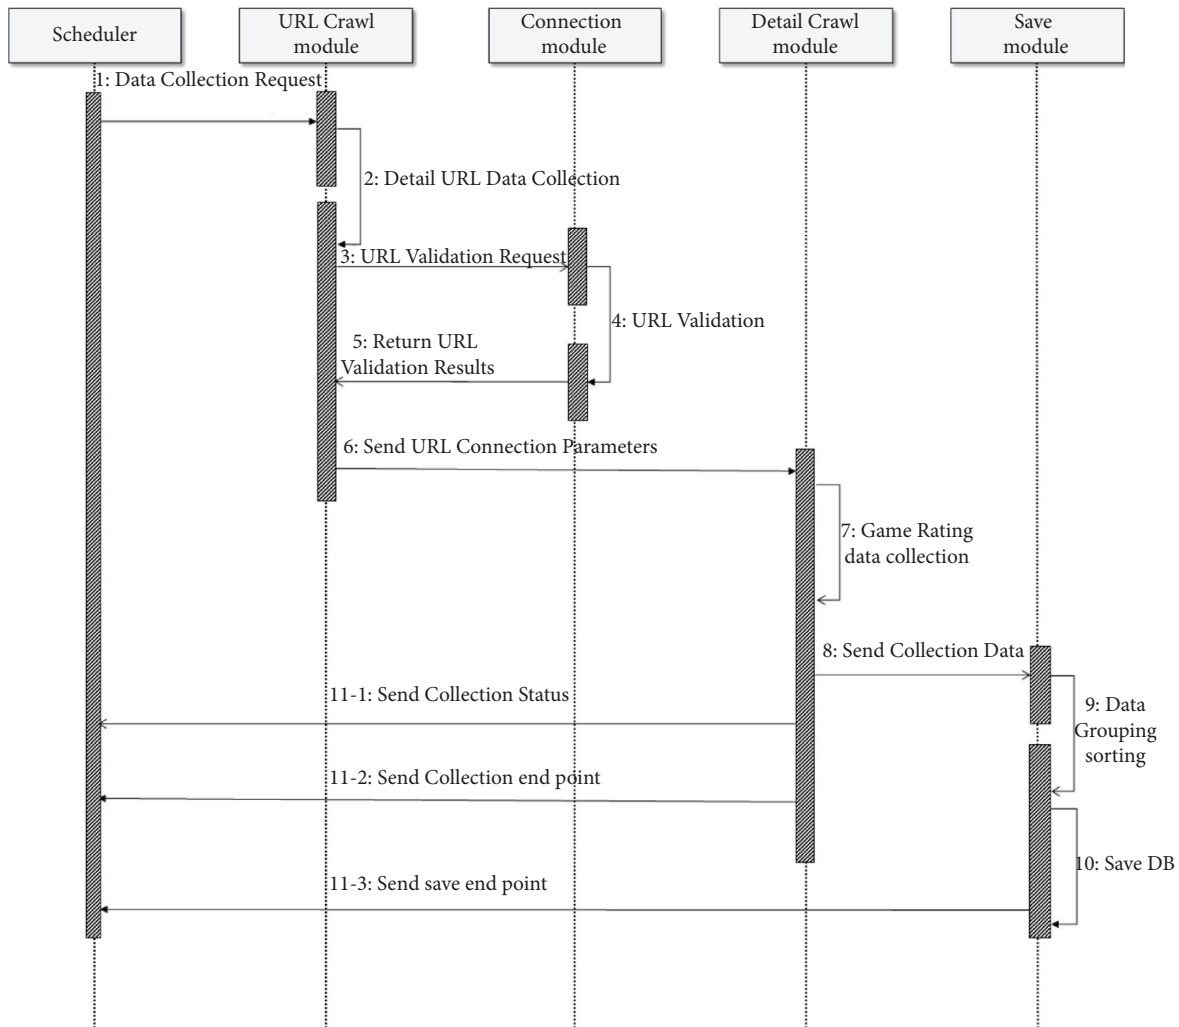 Scheduler
URL Crawl
module
Connection
module
Detail Crawl
module
Save
module
1: Data Collection Request
2: Detail URL Data Collection
3: URL Validation Request
4: URL Validation
5: Return URL
Validation Results
6: Send URL Connection Parameters
7: Game Rating
data collection
8: Send Collection Data
11-1: Send Collection Status
9: Data
Grouping
sorting
11-2: Send Collection end point
10: Save DB
11-3: Send save end point